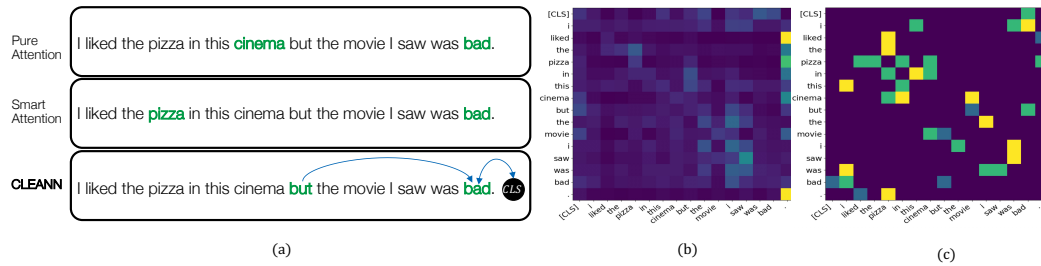 Pure
Attention
I liked the pizza in this cinema but the movie I saw was bad.
Smart
Attention
I liked the pizza in this cinema but the movie I saw was bad.
CLEANN
I liked the pizza in this cinema but the movie I saw was bad.
CLS
(a)
[CLS]
i
liked
the
pizza
in
this
cinema
but
the
movie
i
saw
was
bad
.
[CLS]
i
liked
the
pizza
in
this
cinema
but
the
movie
i
saw
was
bad
.
(b)
[CLS]
i
liked
the
pizza
in
this
cinema
but
the
movie
i
saw
was
bad
.
[CLS]
i
liked
the
pizza
in
this
cinema
but
the
movie
i
saw
was
bad
.
(c)